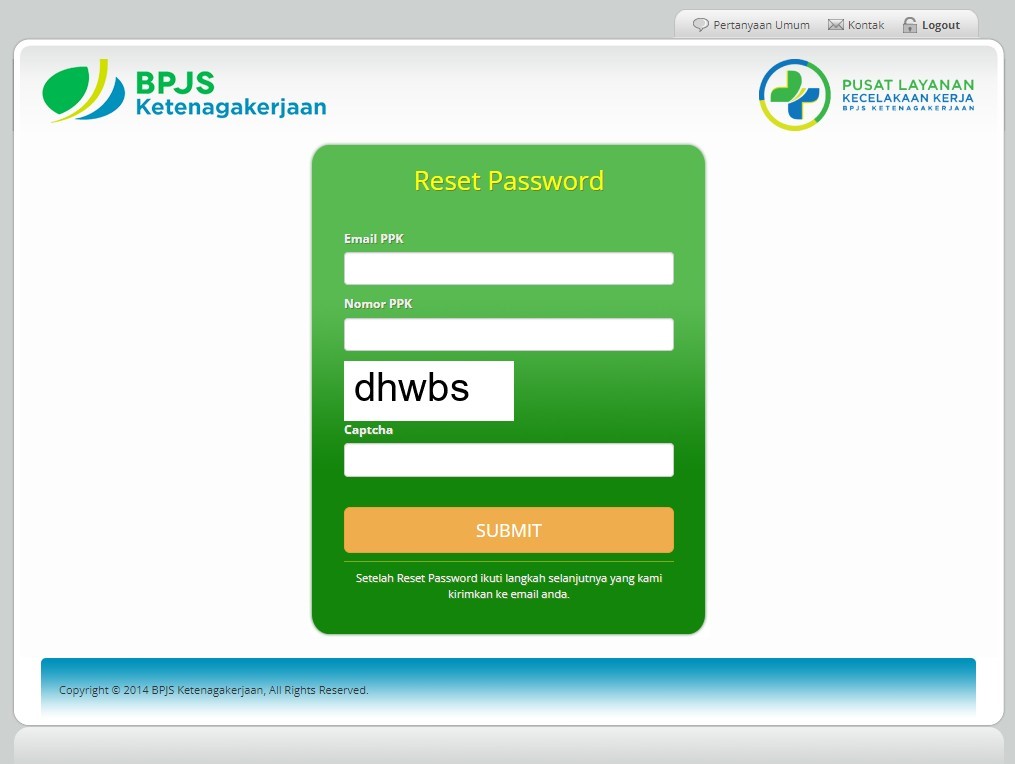 Pertanyaan Umum Kontak Logout
BPJS
Ketenagakerjaan
PUSAT LAYANAN
KECELAKAAN KERJA
BPJS KETENAGAKERJAAN
Reset Password
Email PPK
Nomor PPK
dhwbs
Captcha
SUBMIT
Setelah Reset Password ikuti langkah selanjutnya yang kami
kirimkan ke email anda.
Copyright © 2014 BPJS Ketenagakerjaan, All Rights Reserved.